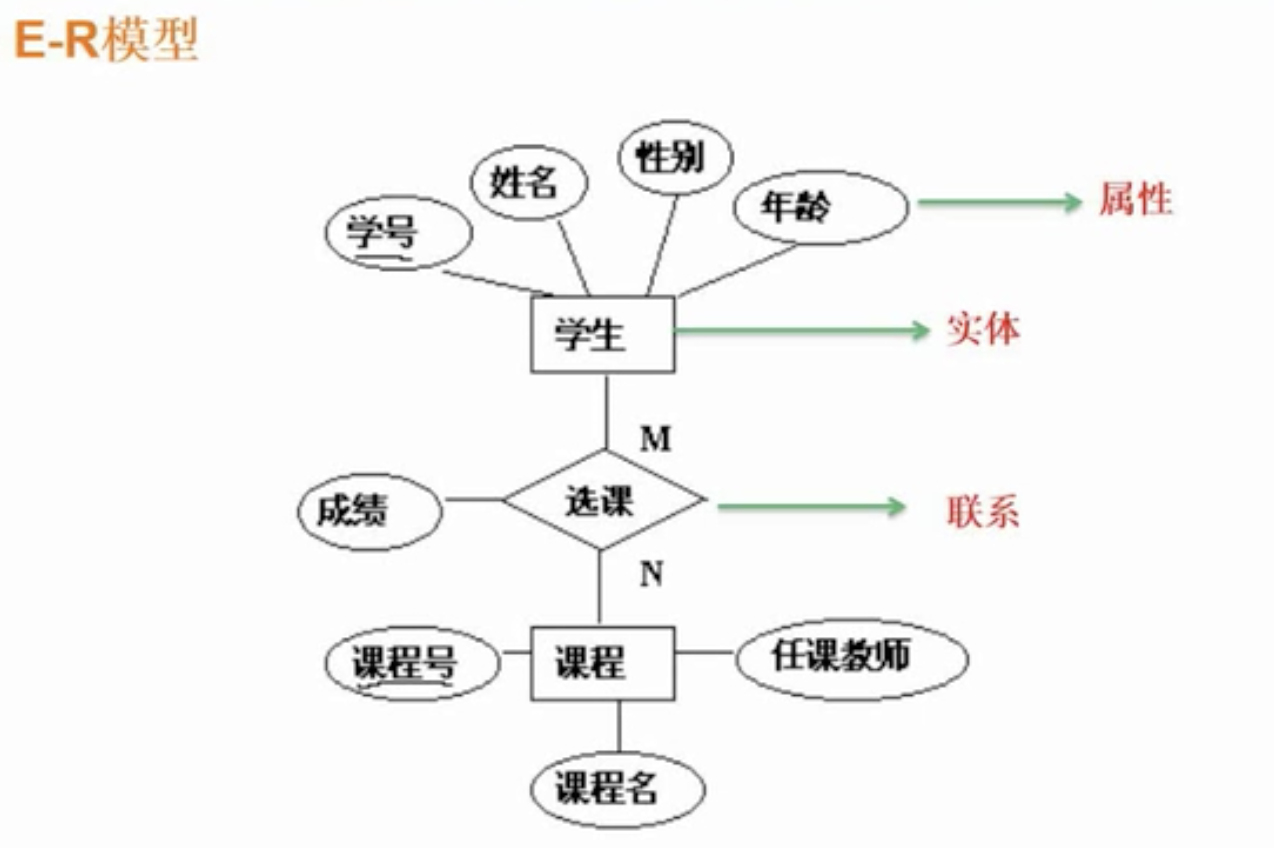 E-R模型
性别
姓名
年龄
属性
学号
学生
实体
M
成绩
选课
联系
N
课程号
课程
任课教师
课程名